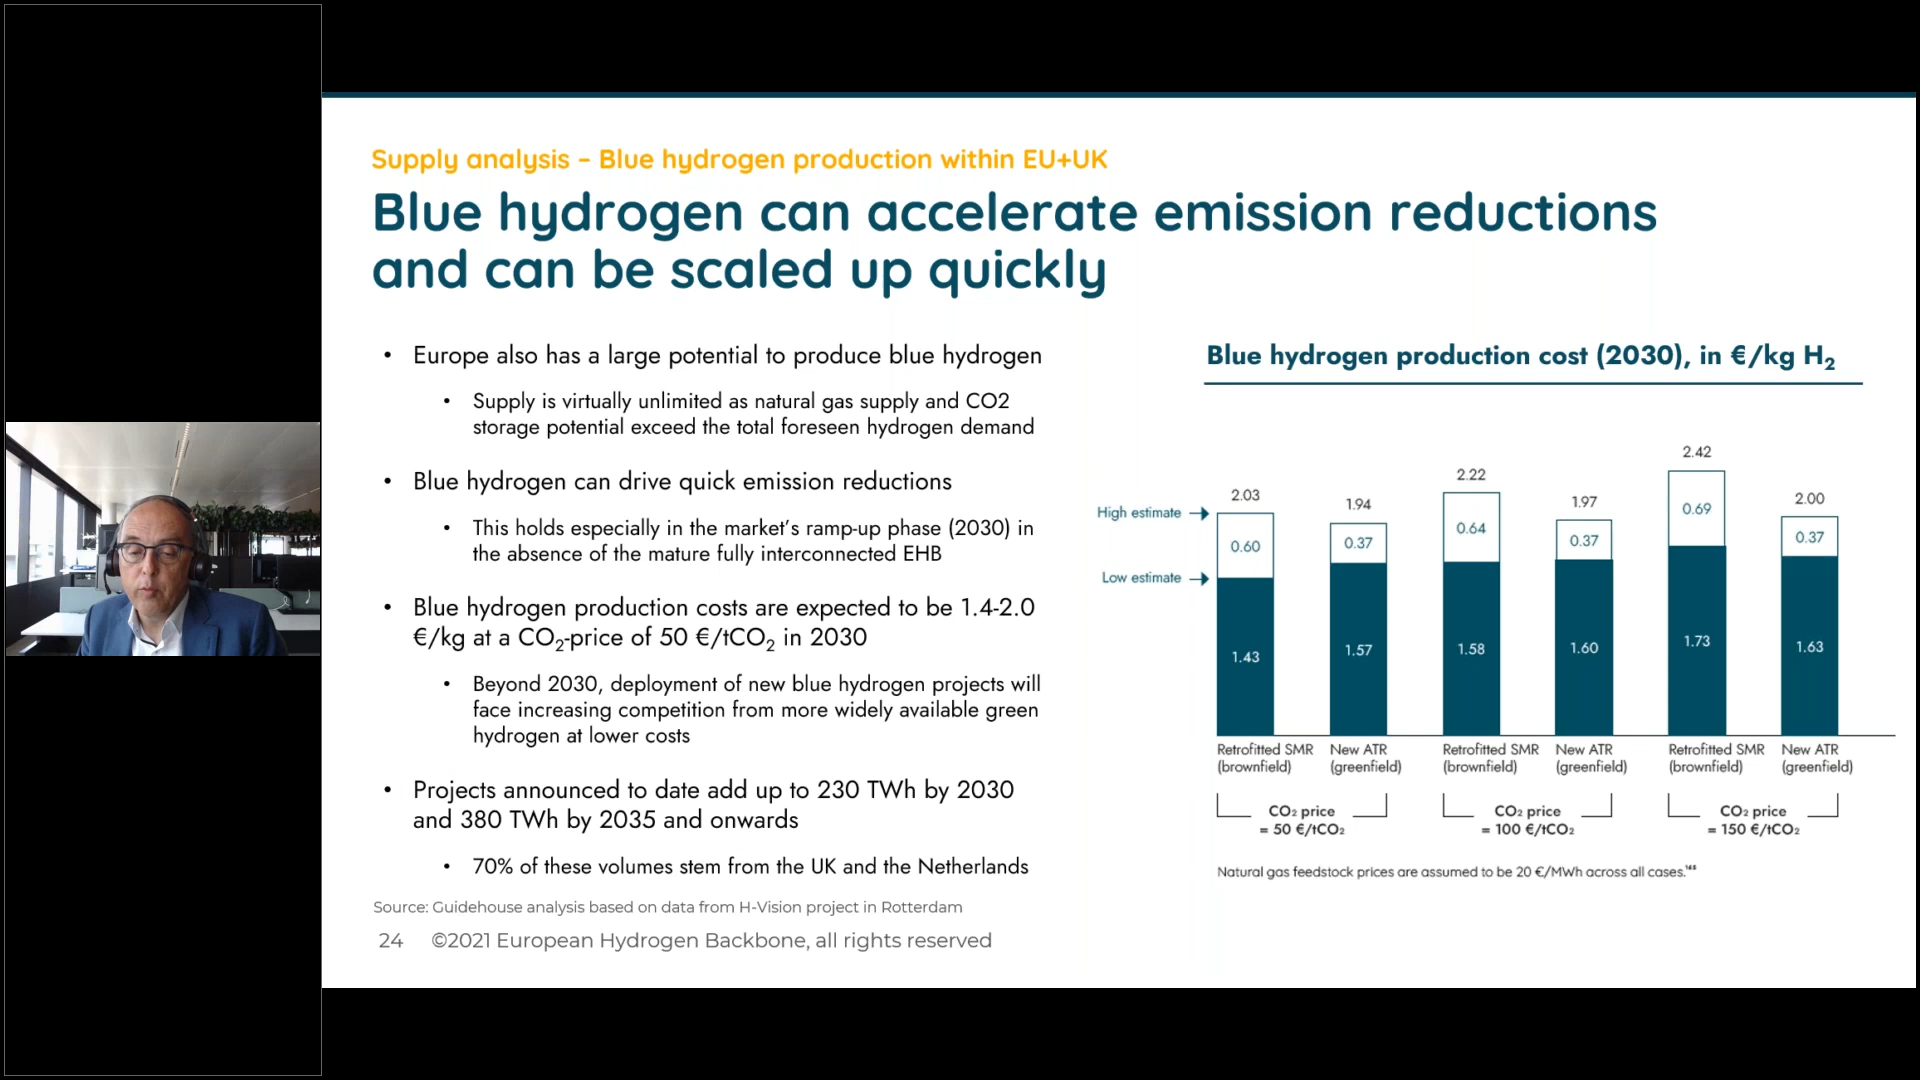 Supply analysis – Blue hydrogen production within EU+UK
Blue hydrogen can accelerate emission reductions
and can be scaled up quickly
• Europe also has a large potential to produce blue hydrogen
• Supply is virtually unlimited as natural gas supply and CO2
storage potential exceed the total foreseen hydrogen demand
• Blue hydrogen can drive quick emission reductions
• This holds especially in the market's ramp-up phase (2030) in
the absence of the mature fully interconnected EHB
• Blue hydrogen production costs are expected to be 1.4-2.0
€/kg at a CO₂-price of 50 €/tCO₂ in 2030
• Beyond 2030, deployment of new blue hydrogen projects will
face increasing competition from more widely available green
hydrogen at lower costs
• Projects announced to date add up to 230 TWh by 2030
and 380 TWh by 2035 and onwards
• 70% of these volumes stem from the UK and the Netherlands
Source: Guidehouse analysis based on data from H-Vision project in Rotterdam
24 ©2021 European Hydrogen Backbone, all rights reserved
Blue hydrogen production cost (2030), in €/kg H₂
2.03 1.94 2.22 1.97 2.42 2.00
High estimate
0.60 0.37 0.64 0.37 0.69 0.37
Low estimate
1.43 1.57 1.58 1.60 1.73 1.63
Retrofitted SMR New ATR Retrofitted SMR New ATR Retrofitted SMR New ATR
(brownfield) (greenfield) (brownfield) (greenfield) (brownfield) (greenfield)
CO₂ price CO₂ price CO₂ price
= 50 €/tCO₂ = 100 €/tCO₂ = 150 €/tCO₂
Natural gas feedstock prices are assumed to be 20 €/MWh across all cases.